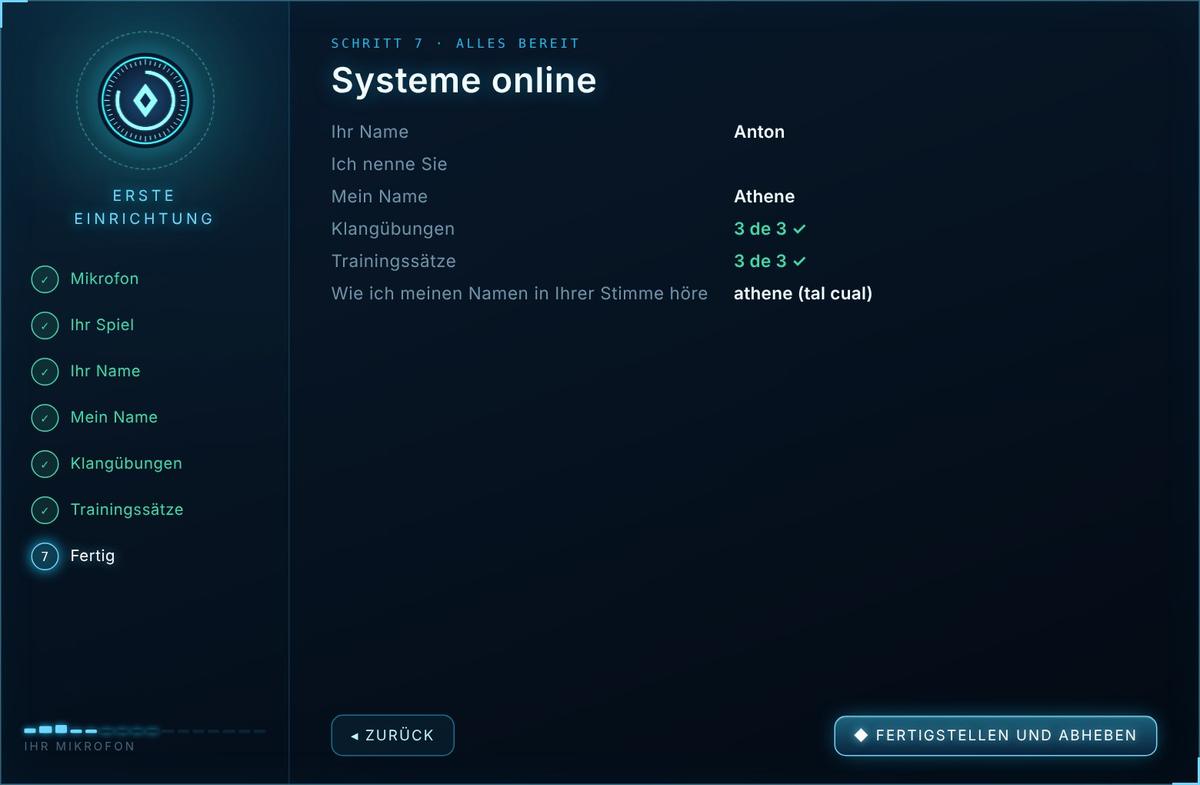 ERSTE
EINRICHTUNG
✓ Mikrofon
✓ Ihr Spiel
✓ Ihr Name
✓ Mein Name
✓ Klangübungen
✓ Trainingssätze
7 Fertig
IHR MIKROFON
SCHRITT 7 · ALLES BEREIT
Systeme online
Ihr Name Anton
Ich nenne Sie
Mein Name Athene
Klangübungen 3 de 3 ✓
Trainingssätze 3 de 3 ✓
Wie ich meinen Namen in Ihrer Stimme höre athene (tal cual)
◂ ZURÜCK
◆ FERTIGSTELLEN UND ABHEBEN